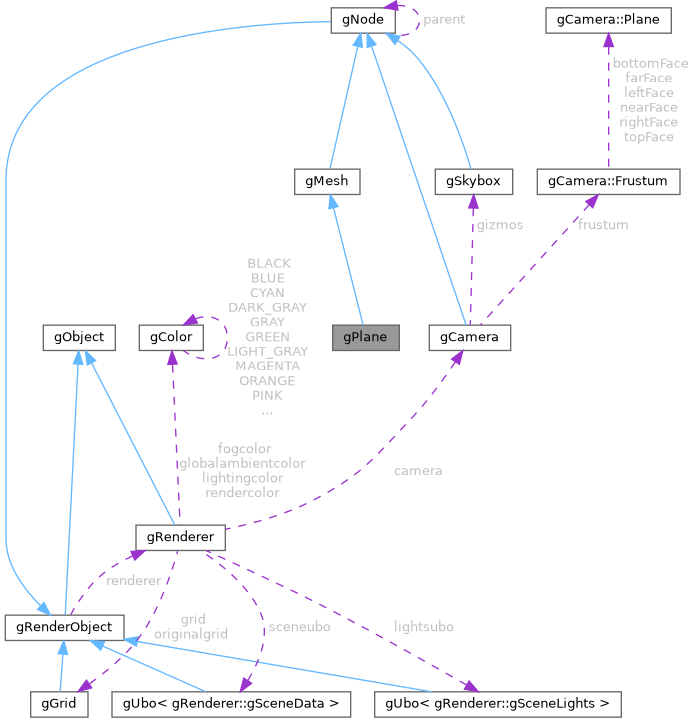 gNode
parent
gCamera::Plane
bottomFace
farFace
leftFace
nearFace
rightFace
topFace
gMesh
gSkybox
gCamera::Frustum
gizmos
frustum
BLACK
BLUE
CYAN
DARK_GRAY
GRAY
GREEN
LIGHT_GRAY
MAGENTA
ORANGE
PINK
...
gObject
gColor
gPlane
gCamera
fogcolor
globalambientcolor
lightingcolor
rendercolor
camera
gRenderer
renderer
gRenderObject
grid
originalgrid
sceneubo
lightsubo
gGrid
gUbo< gRenderer::gSceneData >
gUbo< gRenderer::gSceneLights >